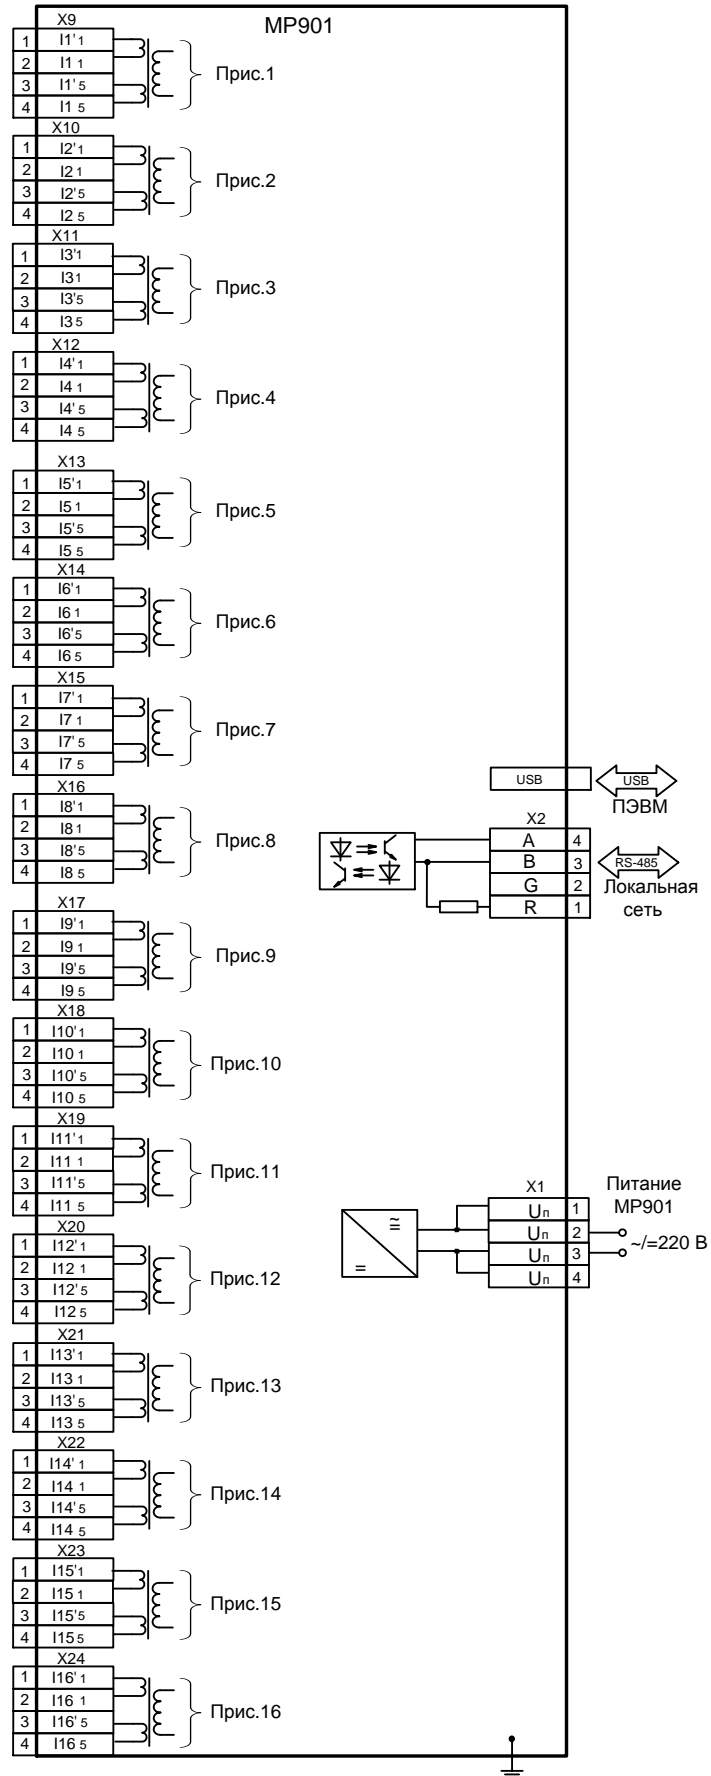 МР901
X9
1 I1'1
2 I1 1
3 I1'5
4 I1 5
Прис.1
X10
1 I2'1
2 I2 1
3 I2'5
4 I2 5
Прис.2
X11
1 I3'1
2 I3 1
3 I3'5
4 I3 5
Прис.3
X12
1 I4'1
2 I4 1
3 I4'5
4 I4 5
Прис.4
X13
1 I5'1
2 I5 1
3 I5'5
4 I5 5
Прис.5
X14
1 I6'1
2 I6 1
3 I6'5
4 I6 5
Прис.6
X15
1 I7'1
2 I7 1
3 I7'5
4 I7 5
Прис.7
X16
1 I8'1
2 I8 1
3 I8'5
4 I8 5
Прис.8
X17
1 I9'1
2 I9 1
3 I9'5
4 I9 5
Прис.9
X18
1 I10'1
2 I10 1
3 I10'5
4 I10 5
Прис.10
X19
1 I11'1
2 I11 1
3 I11'5
4 I11 5
Прис.11
X20
1 I12'1
2 I12 1
3 I12'5
4 I12 5
Прис.12
X21
1 I13'1
2 I13 1
3 I13'5
4 I13 5
Прис.13
X22
1 I14'1
2 I14 1
3 I14'5
4 I14 5
Прис.14
X23
1 I15'1
2 I15 1
3 I15'5
4 I15 5
Прис.15
X24
1 I16'1
2 I16 1
3 I16'5
4 I16 5
Прис.16
USB
USB
ПЭВМ
X2
A 4
B 3
G 2
R 1
RS-485
Локальная
сеть
X1
Uп 1
Uп 2
Uп 3
Uп 4
Питание
МР901
~/=220 В